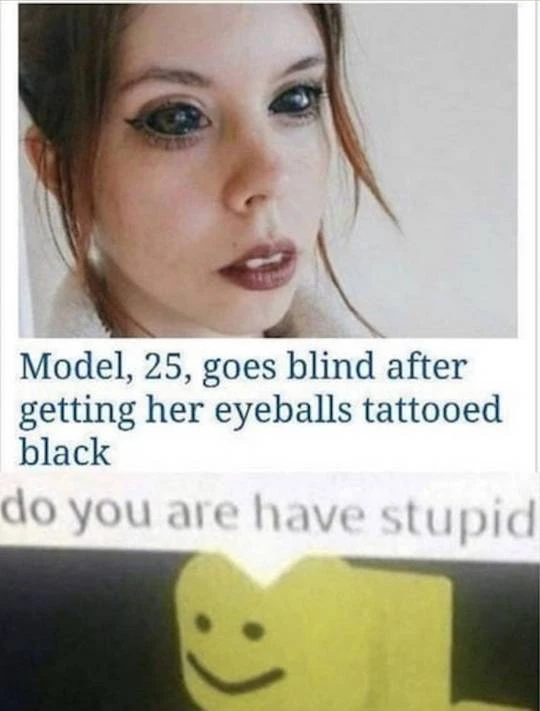 Model, 25, goes blind after
getting her eyeballs tattooed
black
do you are have stupid